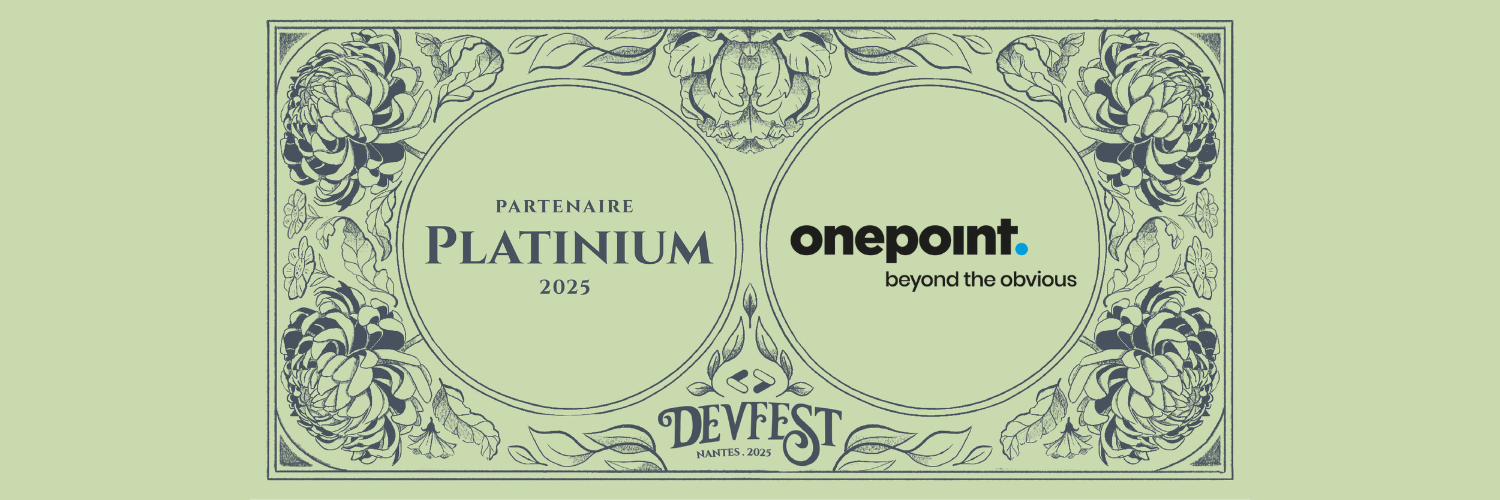 PARTENAIRE
PLATINIUM
2025
onepoint.
beyond the obvious
DEVFEST
NANTES . 2025